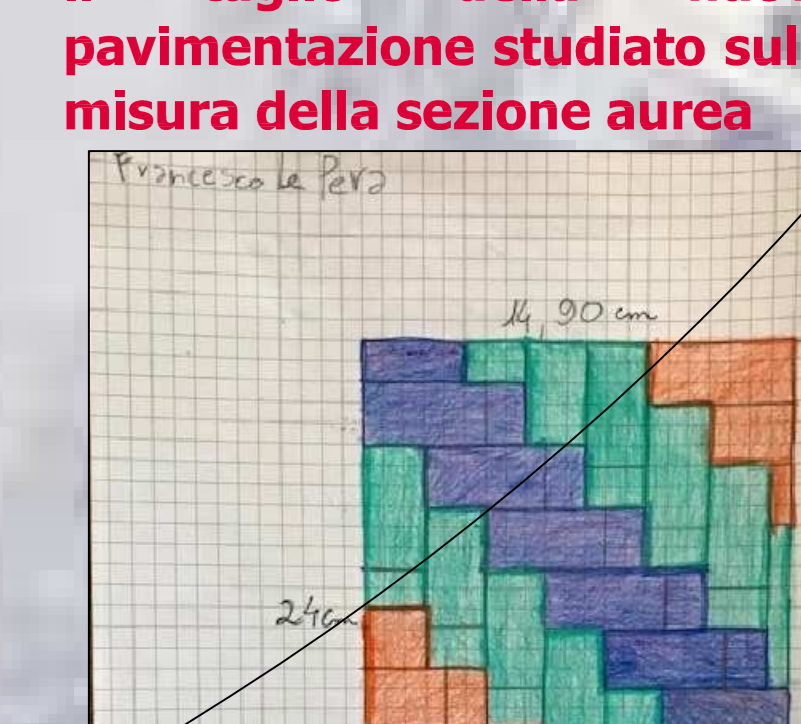 pavimentazione studiato sul
misura della sezione aurea
Francesco Le Pera
14,90 cm
24cm